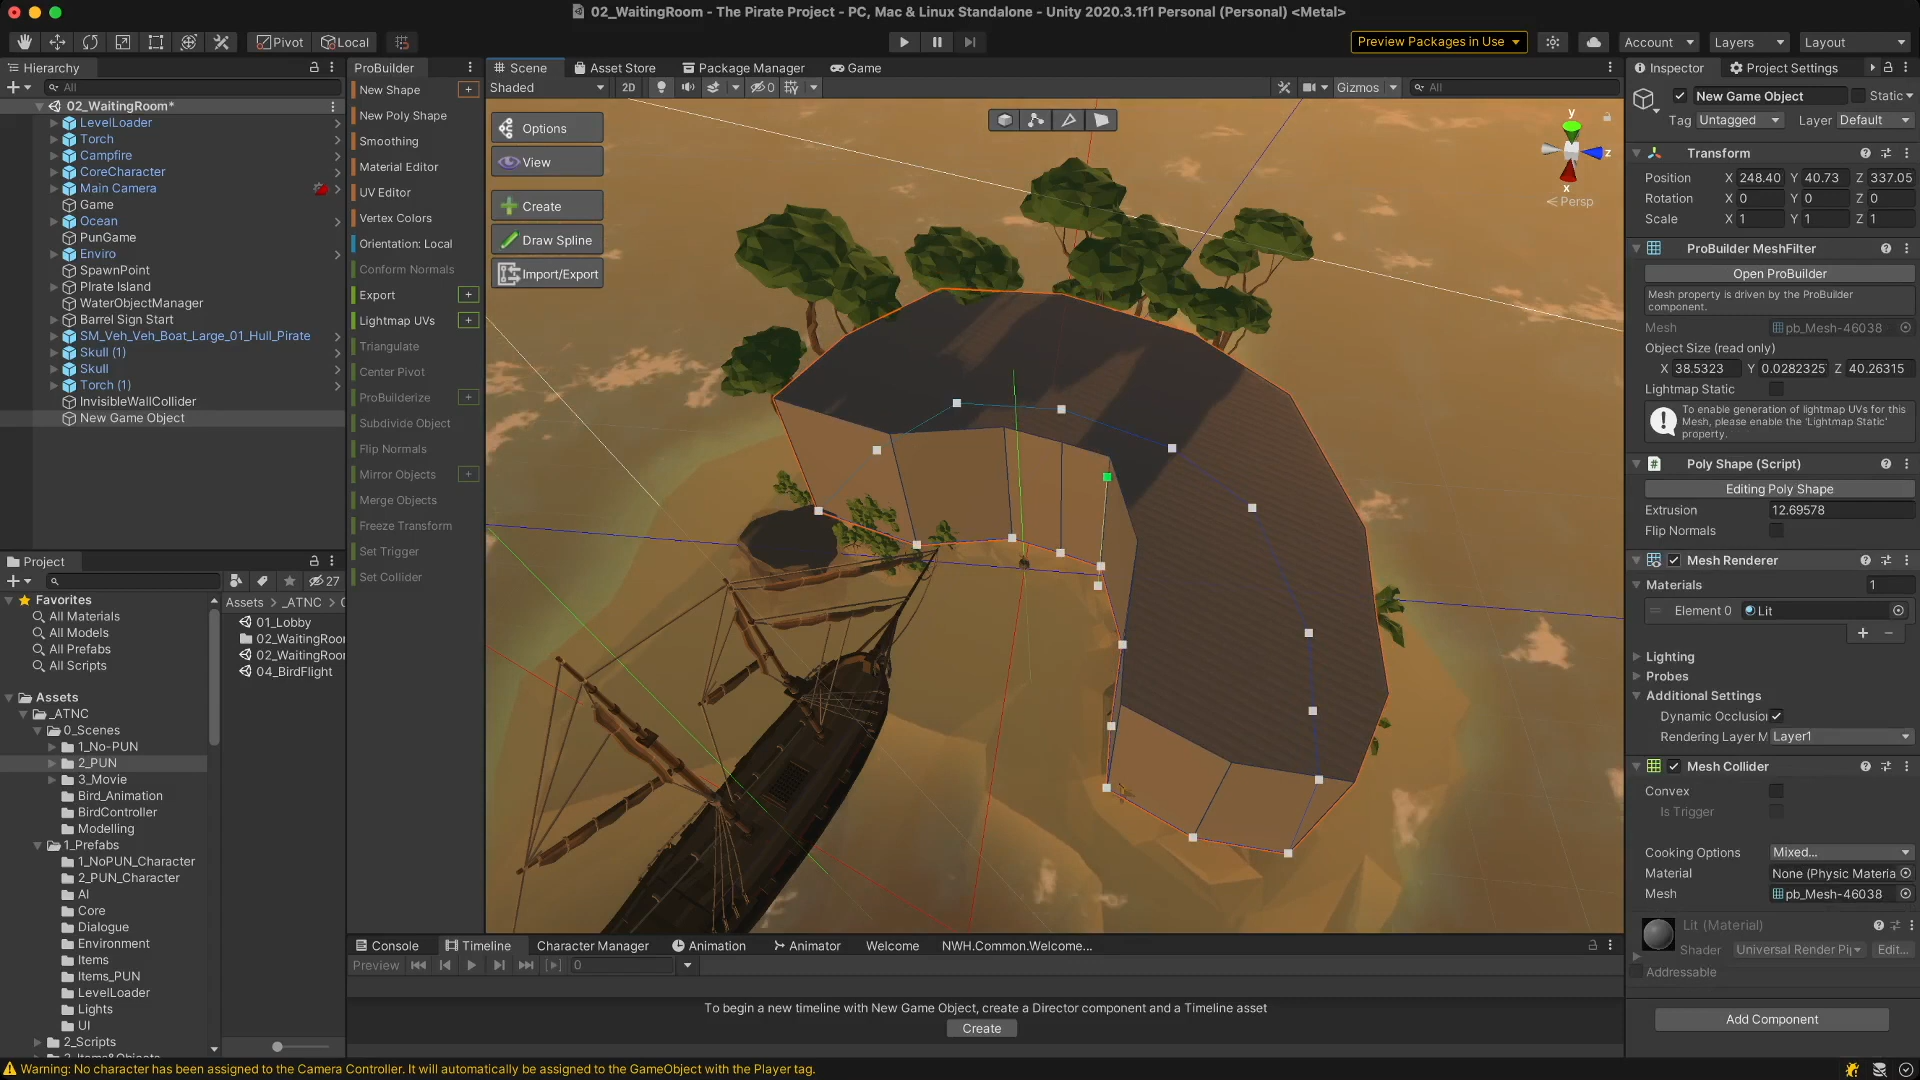 02_WaitingRoom - The Pirate Project - PC, Mac & Linux Standalone - Unity 2020.3.1f1 Personal (Personal) <Metal>
Pivot Local
Preview Packages in Use
Account Layers Layout
Hierarchy
All
02_WaitingRoom*
LevelLoader
Torch
Campfire
CoreCharacter
Main Camera
Game
Ocean
PunGame
Enviro
SpawnPoint
PIrate Island
WaterObjectManager
Barrel Sign Start
SM_Veh_Veh_Boat_Large_01_Hull_Pirate
Skull (1)
Skull
Torch (1)
InvisibleWallCollider
New Game Object
ProBuilder
New Shape
New Poly Shape
Smoothing
Material Editor
UV Editor
Vertex Colors
Orientation: Local
Conform Normals
Export
Lightmap UVs
Triangulate
Center Pivot
ProBuilderize
Subdivide Object
Flip Normals
Mirror Objects
Merge Objects
Freeze Transform
Set Trigger
Set Collider
Scene Asset Store Package Manager Game
Shaded 2D 0 Gizmos All
Options
View
Create
Draw Spline
Import/Export
y
z
x
Persp
Project
27
Favorites
All Materials
All Models
All Prefabs
All Scripts
Assets
_ATNC
0_Scenes
1_No-PUN
2_PUN
3_Movie
Bird_Animation
BirdController
Modelling
1_Prefabs
1_NoPUN_Character
2_PUN_Character
AI
Core
Dialogue
Environment
Items
Items_PUN
LevelLoader
Lights
UI
2_Scripts
Assets > _ATNC >
01_Lobby
02_WaitingRoo
02_WaitingRoo
04_BirdFlight
Console Timeline Character Manager Animation Animator Welcome NWH.Common.Welcome...
Preview 0
To begin a new timeline with New Game Object, create a Director component and a Timeline asset
Create
Inspector Project Settings
New Game Object Static
Tag Untagged Layer Default
Transform
Position X 248.40 Y 40.73 Z 337.05
Rotation X 0 Y 0 Z 0
Scale X 1 Y 1 Z 1
ProBuilder MeshFilter
Open ProBuilder
Mesh property is driven by the ProBuilder
component.
Mesh pb_Mesh-46038
Object Size (read only)
X 38.5323 Y 0.0282325 Z 40.26315
Lightmap Static
To enable generation of lightmap UVs for this
Mesh, please enable the 'Lightmap Static'
property.
Poly Shape (Script)
Editing Poly Shape
Extrusion 12.69578
Flip Normals
Mesh Renderer
Materials 1
Element 0 Lit
Lighting
Probes
Additional Settings
Dynamic Occlusion
Rendering Layer M Layer1
Mesh Collider
Convex
Is Trigger
Cooking Options Mixed...
Material None (Physic Materia
Mesh pb_Mesh-46038
Lit (Material)
Shader Universal Render Pi Edit...
Addressable
Add Component
Warning: No character has been assigned to the Camera Controller. It will automatically be assigned to the GameObject with the Player tag.